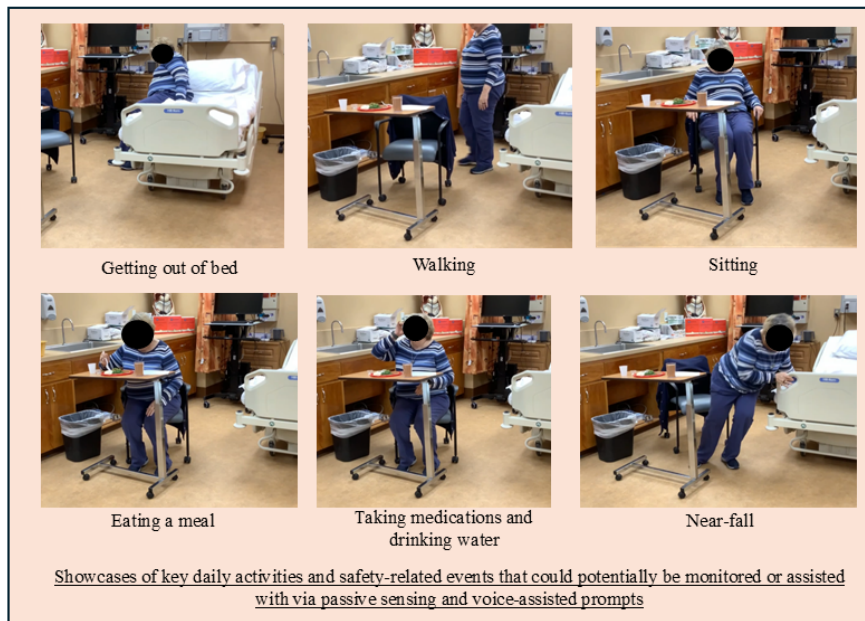 Getting out of bed
Walking
Sitting
Eating a meal
Taking medications and
drinking water
Near-fall
Showcases of key daily activities and safety-related events that could potentially be monitored or assisted
with via passive sensing and voice-assisted prompts